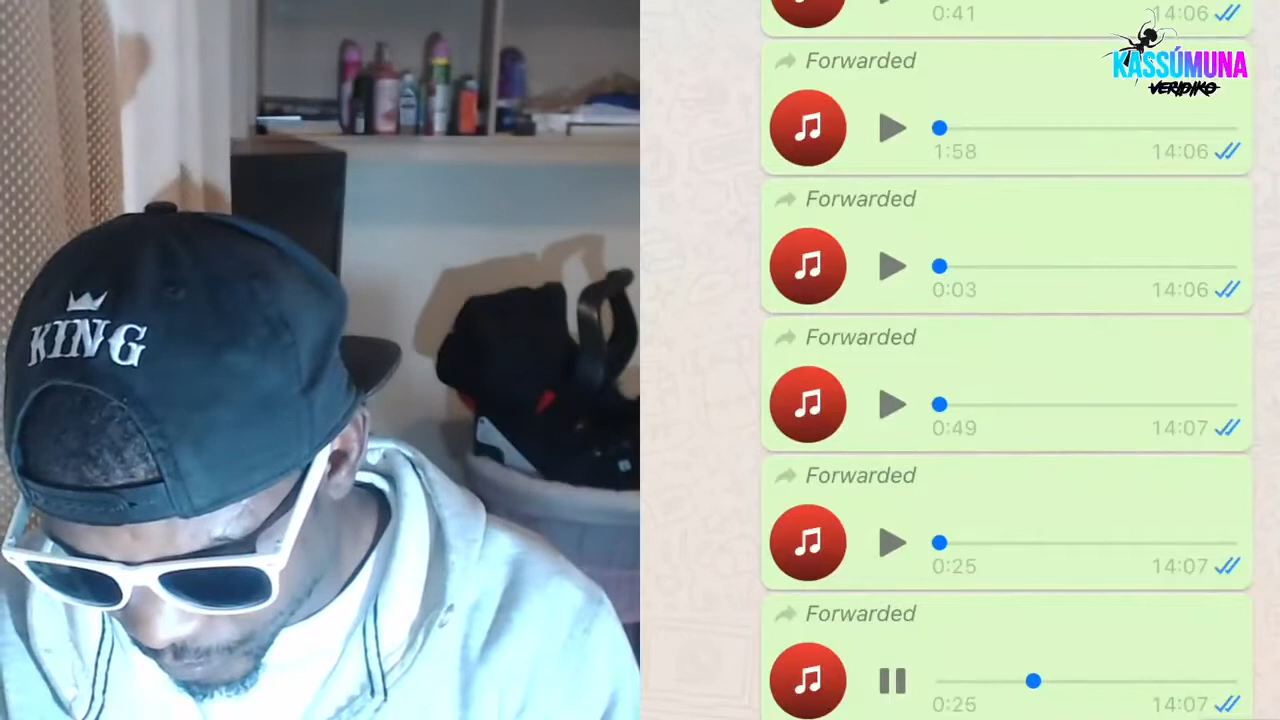 KING
0:41 14:06
KASSÚMUNA
VERIDIKO
Forwarded
1:58 14:06
Forwarded
0:03 14:06
Forwarded
0:49 14:07
Forwarded
0:25 14:07
Forwarded
0:25 14:07